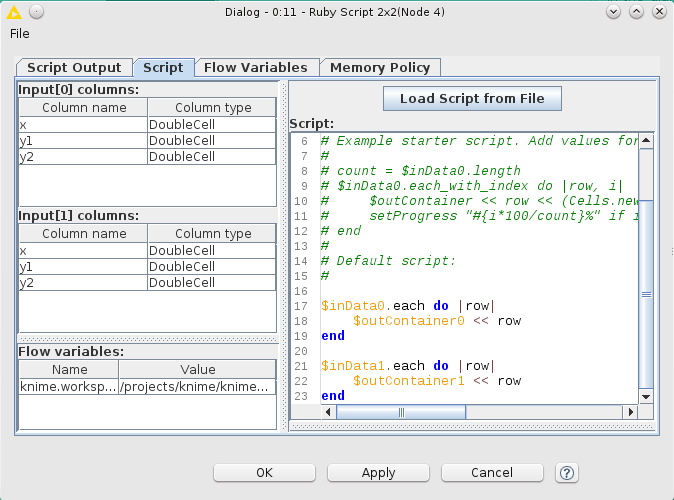 Dialog - 0:11 - Ruby Script 2x2(Node 4)
File
Script Output Script Flow Variables Memory Policy
Input[0] columns:
Column name Column type
x DoubleCell
y1 DoubleCell
y2 DoubleCell
Input[1] columns:
Column name Column type
x DoubleCell
y1 DoubleCell
y2 DoubleCell
Flow variables:
Name Value
knime.worksp... /projects/knime/knime...
Load Script from File
Script:
6 # Example starter script. Add values for
7 #
8 # count = $inData0.length
9 # $inData0.each_with_index do |row, i|
10 #     $outContainer << row << (Cells.new
11 #     setProgress "#{i*100/count}%" if i
12 # end
13 #
14 # Default script:
15 #
16
17 $inData0.each do |row|
18     $outContainer0 << row
19 end
20
21 $inData1.each do |row|
22     $outContainer1 << row
23 end
OK Apply Cancel ?